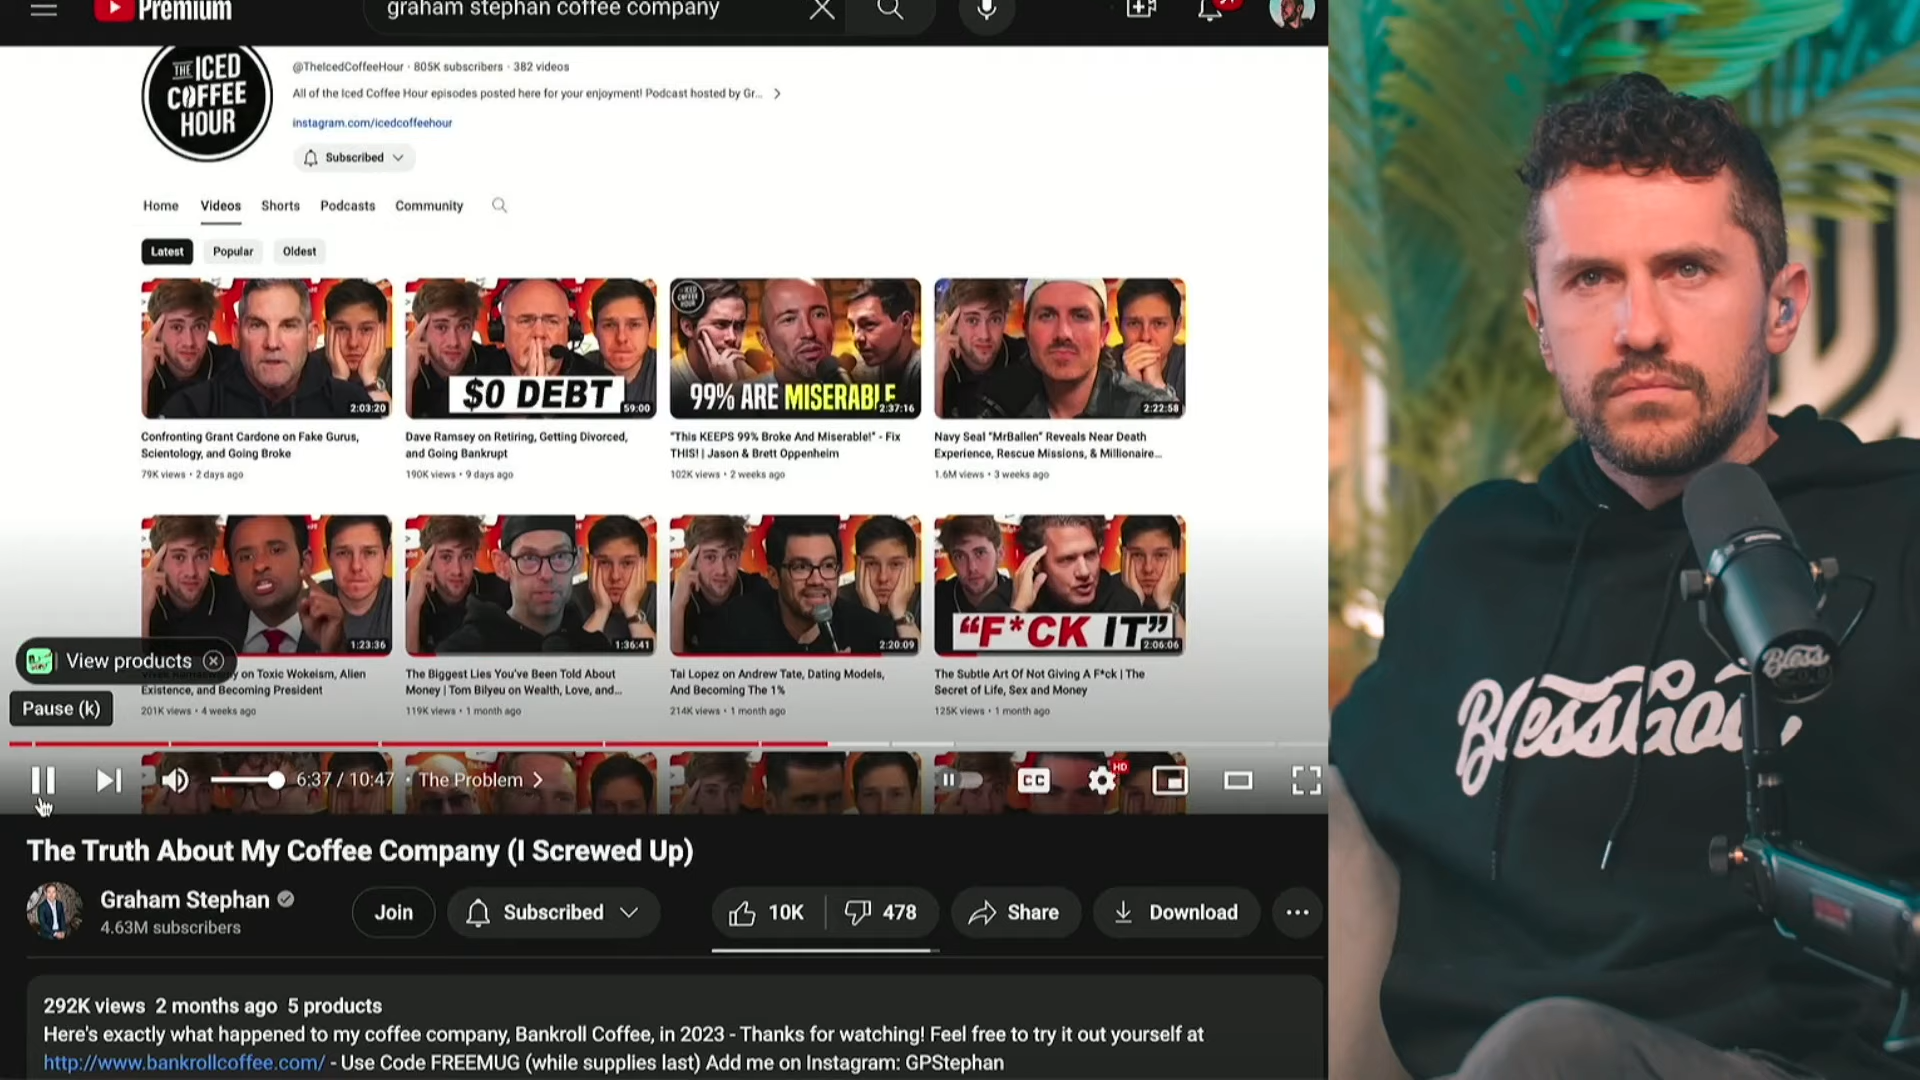 Premium
graham stephan coffee company
THE ICED COFFEE HOUR
@TheIcedCoffeeHour · 805K subscribers · 382 videos
All of the Iced Coffee Hour episodes posted here for your enjoyment! Podcast hosted by Gr...
instagram.com/icedcoffeehour
Subscribed
Home Videos Shorts Podcasts Community
Latest Popular Oldest
2:03:20
$0 DEBT
59:00
99% ARE MISERABLE
2:37:16
2:22:58
Confronting Grant Cardone on Fake Gurus,
Scientology, and Going Broke
79K views • 2 days ago
Dave Ramsey on Retiring, Getting Divorced,
and Going Bankrupt
190K views • 9 days ago
"This KEEPS 99% Broke And Miserable!" - Fix
THIS! | Jason & Brett Oppenheim
102K views • 2 weeks ago
Navy Seal "MrBallen" Reveals Near Death
Experience, Rescue Missions, & Millionaire...
1.6M views • 3 weeks ago
1:23:36
1:36:41
2:20:09
"F*CK IT"
2:06:06
View products
on Toxic Wokeism, Alien
Existence, and Becoming President
201K views • 4 weeks ago
The Biggest Lies You've Been Told About
Money | Tom Bilyeu on Wealth, Love, and...
119K views • 1 month ago
Tai Lopez on Andrew Tate, Dating Models,
And Becoming The 1%
214K views • 1 month ago
The Subtle Art Of Not Giving A F*ck | The
Secret of Life, Sex and Money
125K views • 1 month ago
Pause (k)
6:37 / 10:47 • The Problem
CC
HD
The Truth About My Coffee Company (I Screwed Up)
Graham Stephan
4.63M subscribers
Join
Subscribed
10K
478
Share
Download
292K views 2 months ago 5 products
Here's exactly what happened to my coffee company, Bankroll Coffee, in 2023 - Thanks for watching! Feel free to try it out yourself at
http://www.bankrollcoffee.com/ - Use Code FREEMUG (while supplies last) Add me on Instagram: GPStephan
Bless